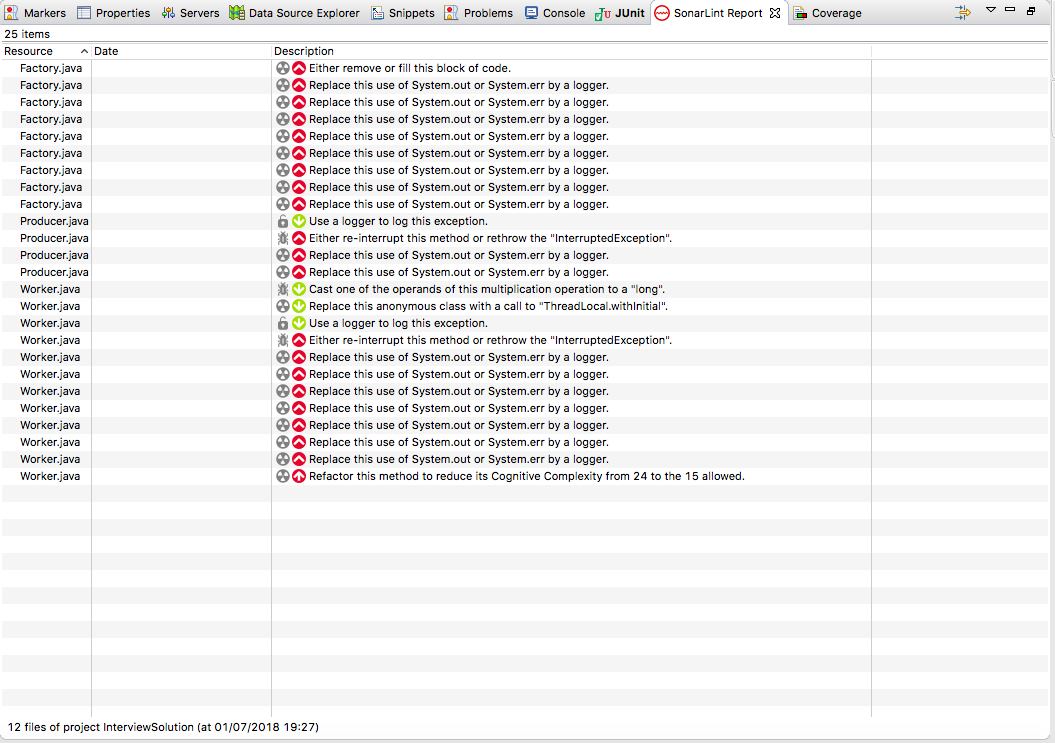 Markers Properties Servers Data Source Explorer Snippets Problems Console JUnit SonarLint Report Coverage
25 items
Resource Date Description
Factory.java Either remove or fill this block of code.
Factory.java Replace this use of System.out or System.err by a logger.
Factory.java Replace this use of System.out or System.err by a logger.
Factory.java Replace this use of System.out or System.err by a logger.
Factory.java Replace this use of System.out or System.err by a logger.
Factory.java Replace this use of System.out or System.err by a logger.
Factory.java Replace this use of System.out or System.err by a logger.
Factory.java Replace this use of System.out or System.err by a logger.
Factory.java Replace this use of System.out or System.err by a logger.
Producer.java Use a logger to log this exception.
Producer.java Either re-interrupt this method or rethrow the "InterruptedException".
Producer.java Replace this use of System.out or System.err by a logger.
Producer.java Replace this use of System.out or System.err by a logger.
Worker.java Cast one of the operands of this multiplication operation to a "long".
Worker.java Replace this anonymous class with a call to "ThreadLocal.withInitial".
Worker.java Use a logger to log this exception.
Worker.java Either re-interrupt this method or rethrow the "InterruptedException".
Worker.java Replace this use of System.out or System.err by a logger.
Worker.java Replace this use of System.out or System.err by a logger.
Worker.java Replace this use of System.out or System.err by a logger.
Worker.java Replace this use of System.out or System.err by a logger.
Worker.java Replace this use of System.out or System.err by a logger.
Worker.java Replace this use of System.out or System.err by a logger.
Worker.java Replace this use of System.out or System.err by a logger.
Worker.java Refactor this method to reduce its Cognitive Complexity from 24 to the 15 allowed.
12 files of project InterviewSolution (at 01/07/2018 19:27)